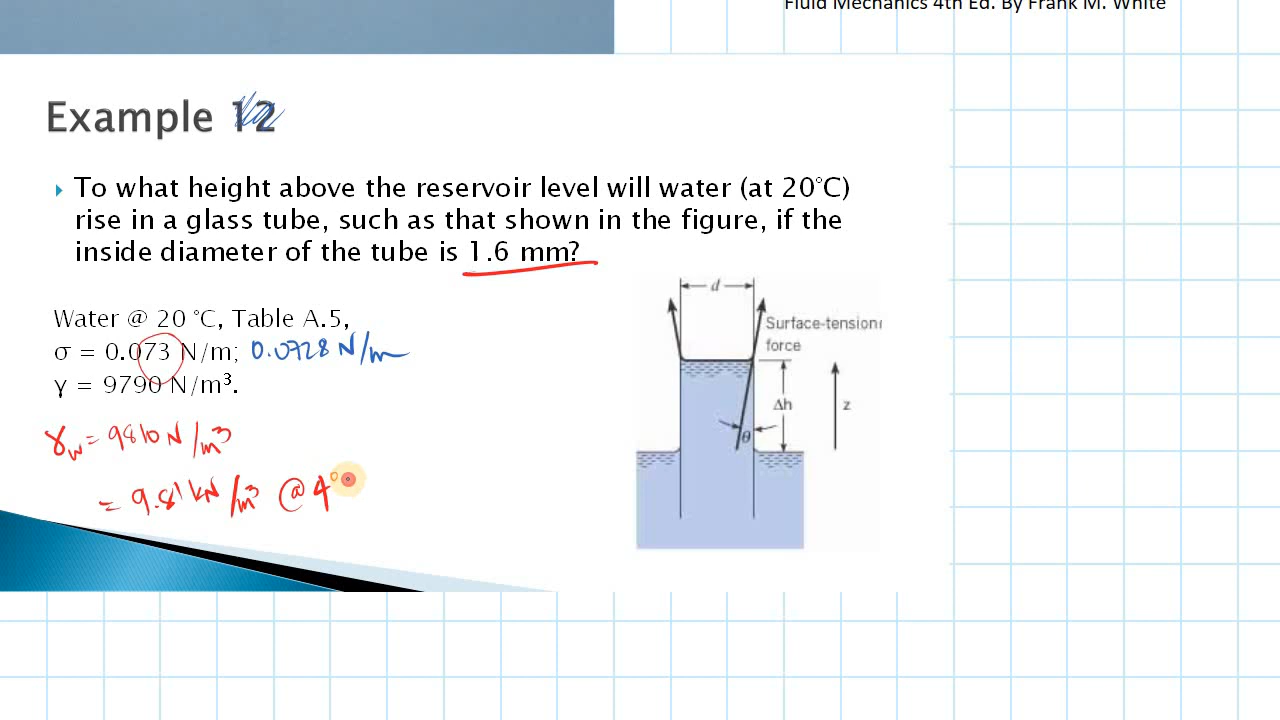 Fluid Mechanics 4th Ed. By Frank M. White
Example 12
To what height above the reservoir level will water (at 20°C)
rise in a glass tube, such as that shown in the figure, if the
inside diameter of the tube is 1.6 mm?
Water @ 20 °C, Table A.5,
σ = 0.073 N/m; 0.0728 N/m
γ = 9790 N/m³.
γw = 9810 N/m³
= 9.81 kN/m³ @ 4°
d
Surface-tension
force
Δh
z
θ